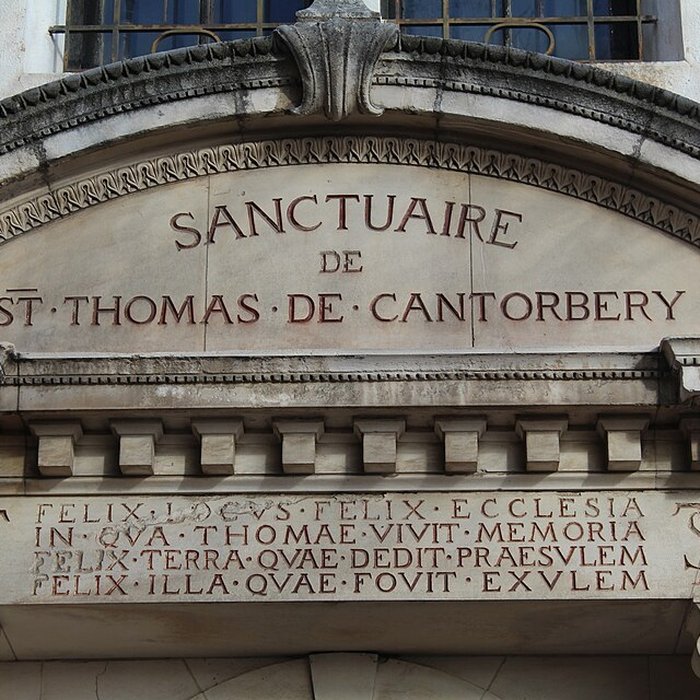 SANCTUAIRE
DE
ST · THOMAS · DE · CANTORBERY
FELIX · LOCVS · FELIX · ECCLESIA
IN · QVA · THOMAE · VIVIT · MEMORIA
FELIX · TERRA · QVAE · DEDIT · PRAESVLEM
FELIX · ILLA · QVAE · FOVIT · EXVLEM